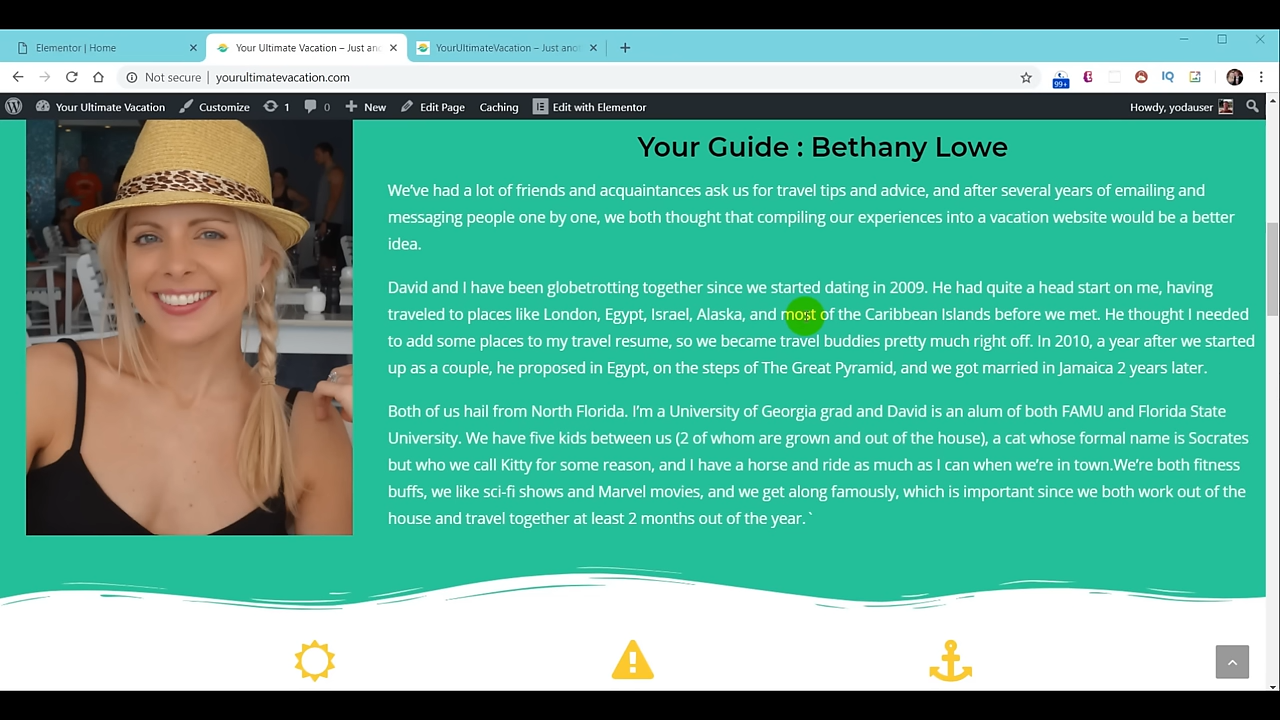 Elementor | Home
Your Ultimate Vacation – Just an
YourUltimateVacation – Just anot
Not secure
yourultimatevacation.com
99+
IQ
Your Ultimate Vacation
Customize
1
0
New
Edit Page
Caching
Edit with Elementor
Howdy, yodauser
Your Guide : Bethany Lowe
We’ve had a lot of friends and acquaintances ask us for travel tips and advice, and after several years of emailing and
messaging people one by one, we both thought that compiling our experiences into a vacation website would be a better
idea.
David and I have been globetrotting together since we started dating in 2009. He had quite a head start on me, having
traveled to places like London, Egypt, Israel, Alaska, and most of the Caribbean Islands before we met. He thought I needed
to add some places to my travel resume, so we became travel buddies pretty much right off. In 2010, a year after we started
up as a couple, he proposed in Egypt, on the steps of The Great Pyramid, and we got married in Jamaica 2 years later.
Both of us hail from North Florida. I’m a University of Georgia grad and David is an alum of both FAMU and Florida State
University. We have five kids between us (2 of whom are grown and out of the house), a cat whose formal name is Socrates
but who we call Kitty for some reason, and I have a horse and ride as much as I can when we’re in town.We’re both fitness
buffs, we like sci-fi shows and Marvel movies, and we get along famously, which is important since we both work out of the
house and travel together at least 2 months out of the year. `